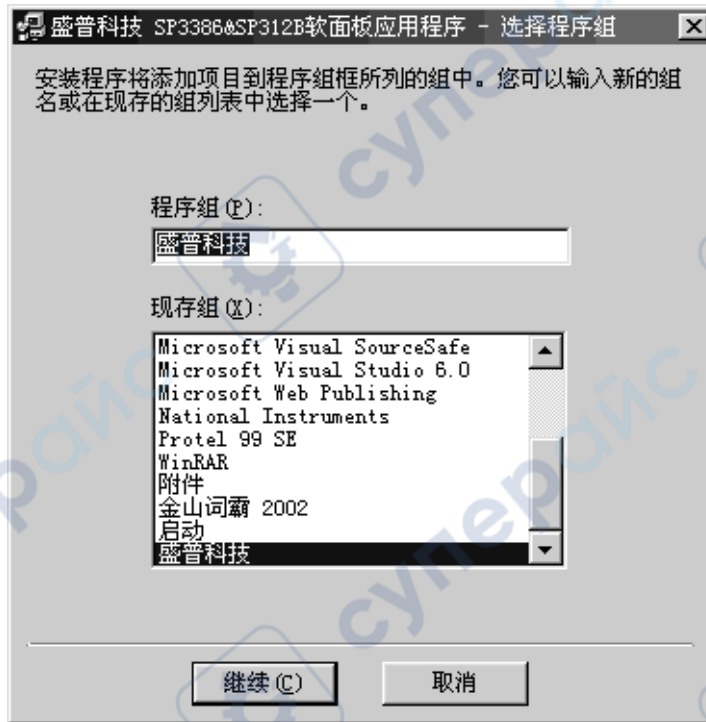 盛普科技 SP3386&SP312B软面板应用程序 - 选择程序组
安装程序将添加项目到程序组框所列的组中。您可以输入新的组
名或在现存的组列表中选择一个。
程序组(P):
盛普科技
现存组(X):
Microsoft Visual SourceSafe
Microsoft Visual Studio 6.0
Microsoft Web Publishing
National Instruments
Protel 99 SE
WinRAR
附件
金山词霸 2002
启动
盛普科技
继续(C)
取消
суперайс